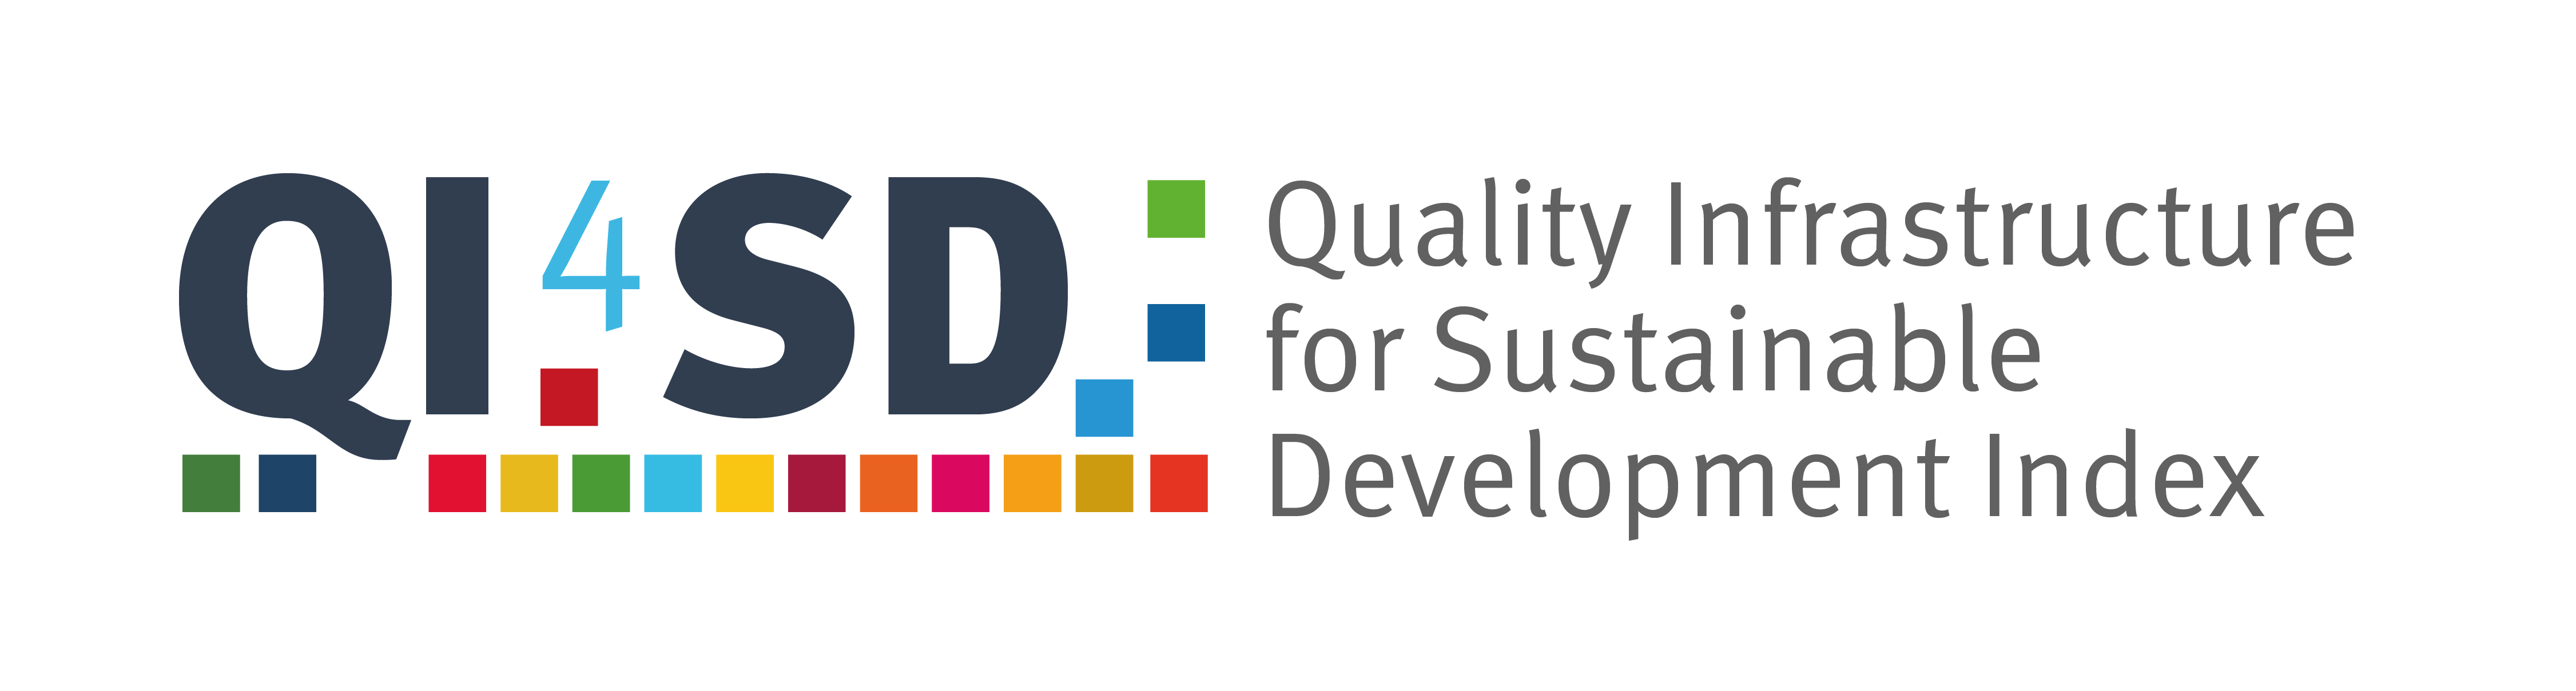 QI4SD
Quality Infrastructure
for Sustainable
Development Index